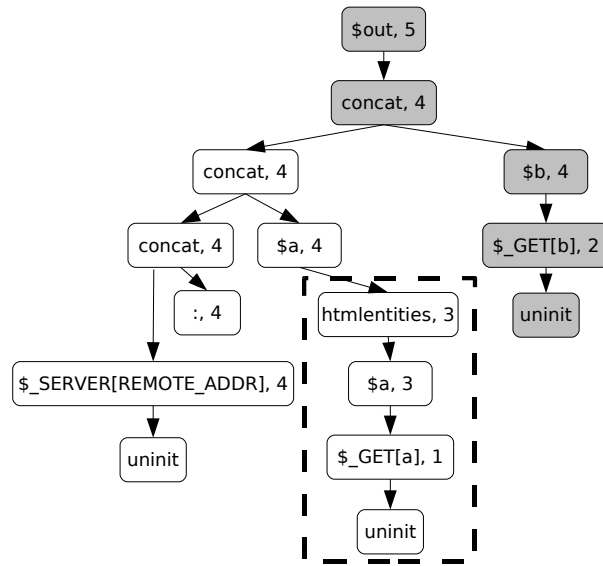 $out, 5
concat, 4
concat, 4
$b, 4
concat, 4
$a, 4
$_GET[b], 2
:, 4
htmlentities, 3
uninit
$_SERVER[REMOTE_ADDR], 4
$a, 3
uninit
$_GET[a], 1
uninit